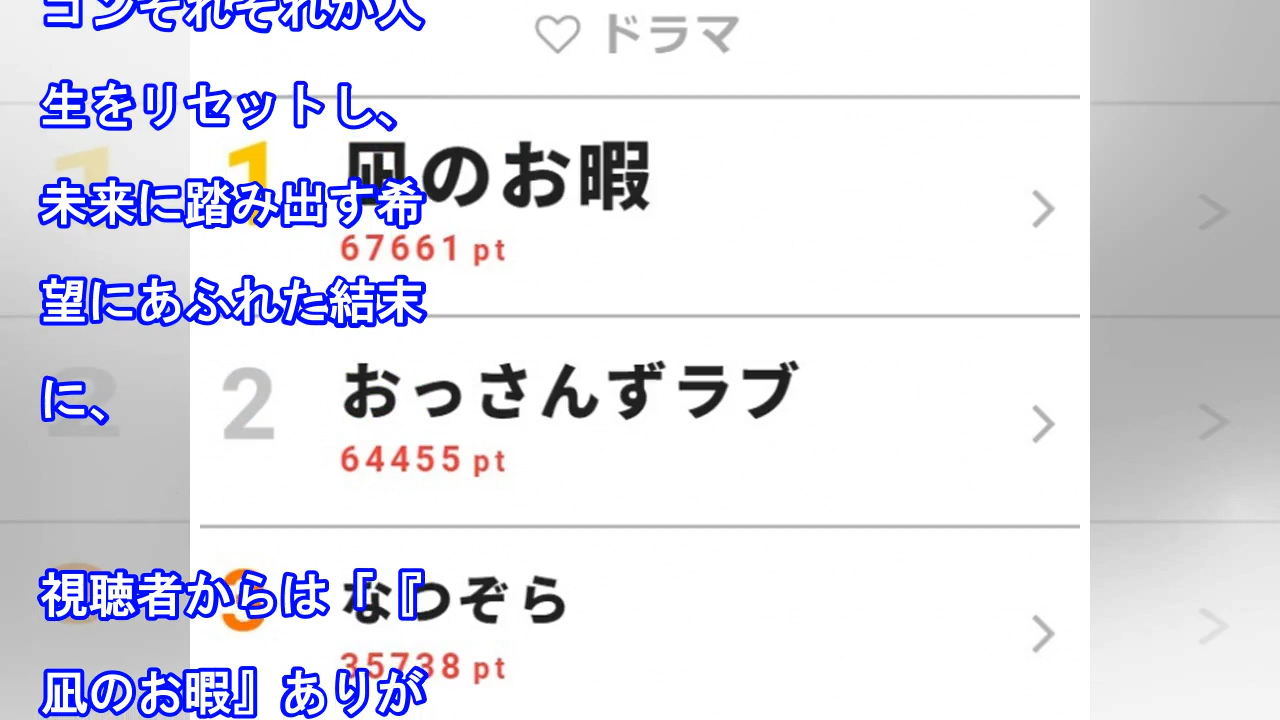 ゴンそれぞれが人
生をリセットし、
未来に踏み出す希
望にあふれた結末
に、
視聴者からは「『
凪のお暇』ありが
♡ドラマ
1 凪のお暇
67661 pt
2 おっさんずラブ
64455 pt
3 なつぞら
35738 pt